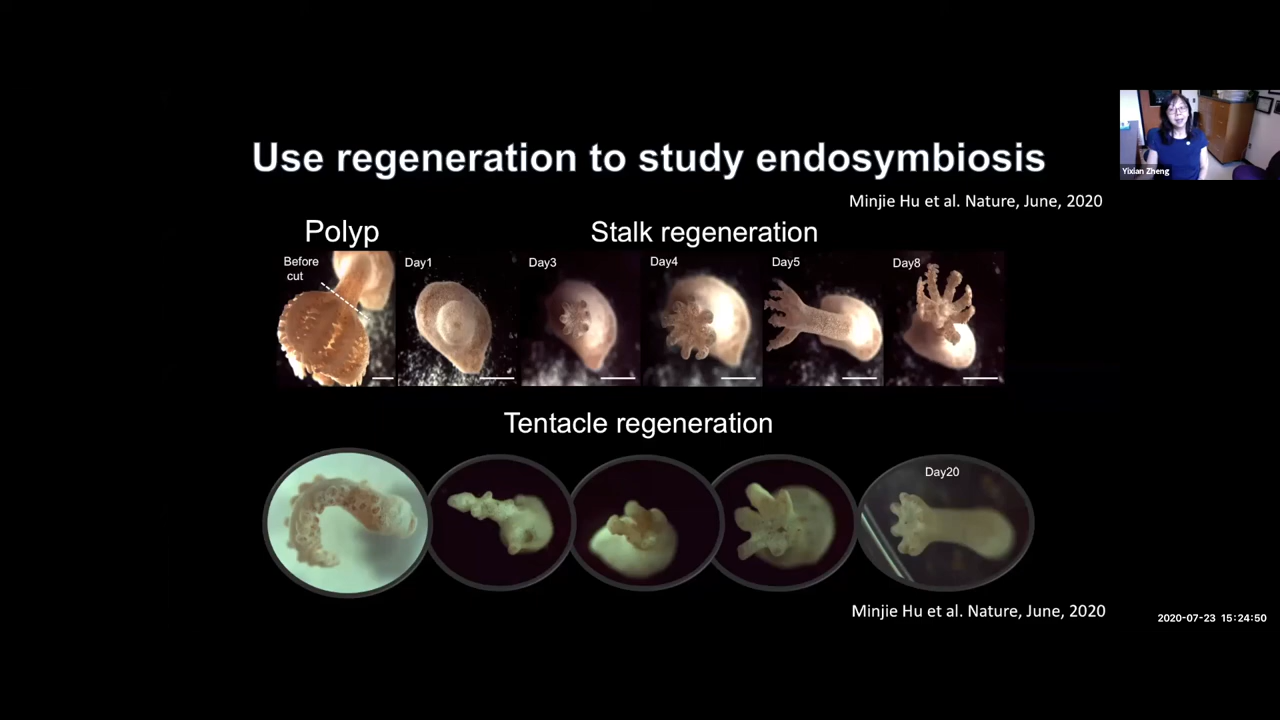 Use regeneration to study endosymbiosis
Yixian Zheng
Minjie Hu et al. Nature, June, 2020
Polyp
Stalk regeneration
Before
cut
Day1
Day3
Day4
Day5
Day8
Tentacle regeneration
Day20
Minjie Hu et al. Nature, June, 2020
2020-07-23 15:24:50